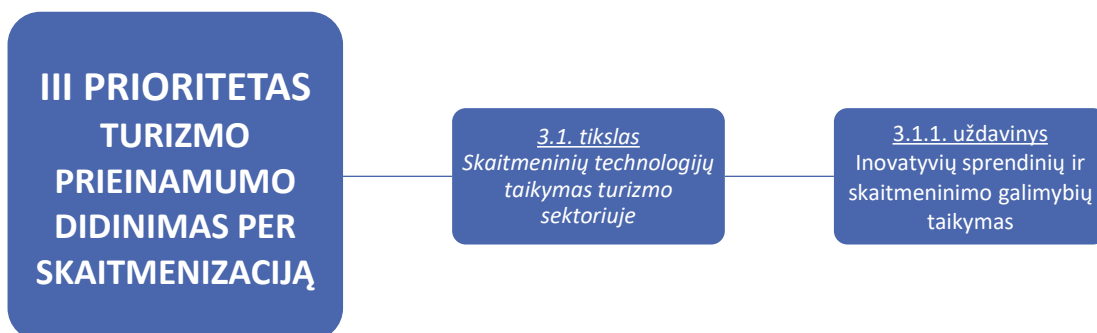 III PRIORITETAS
TURIZMO
PRIEINAMUMO
DIDINIMAS PER
SKAITMENIZACIJĄ
3.1. tikslas
Skaitmeninių technologijų
taikymas turizmo
sektoriuje
3.1.1. uždavinys
Inovatyvių sprendinių ir
skaitmeninimo galimybių
taikymas